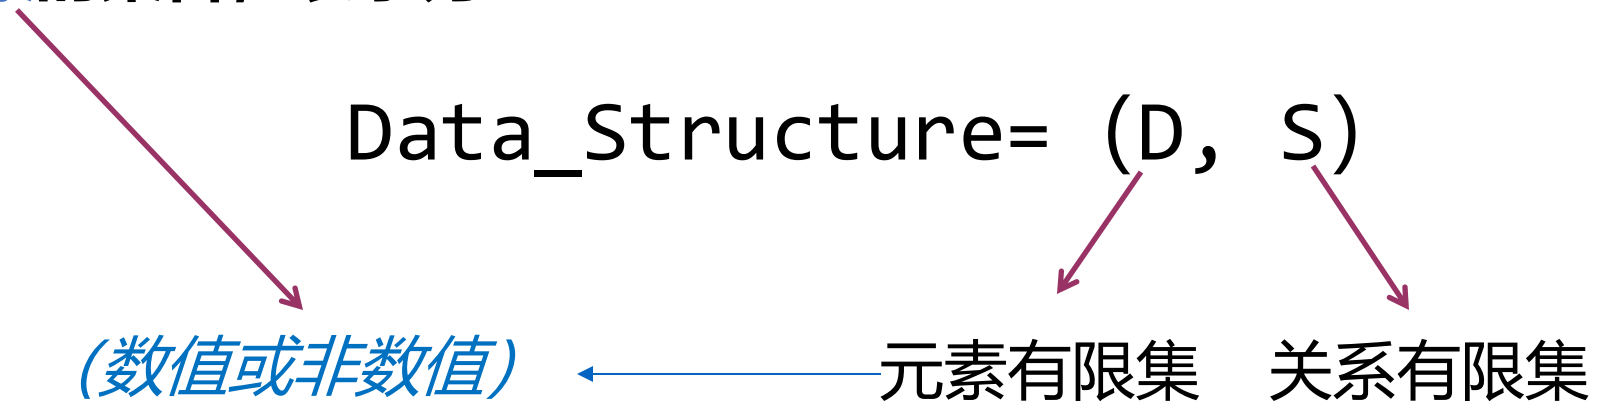 Data_Structure= (D, S)
(数值或非数值) 元素有限集 关系有限集